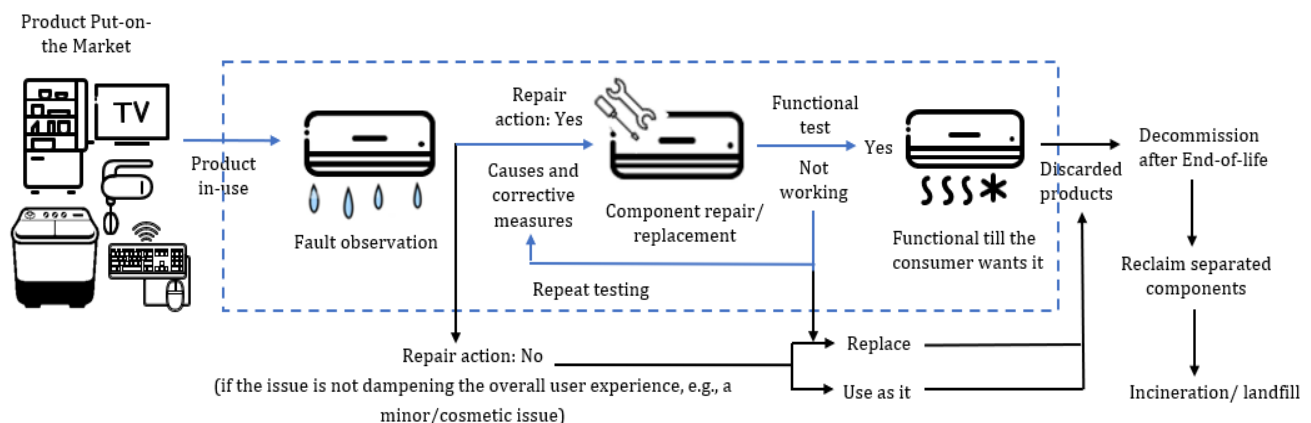 Product Put-on-
the Market
TV
Product
in-use
Fault observation
Repair
action: Yes
Causes and
corrective
measures
Repeat testing
Component repair/
replacement
Functional
test
Not
working
Yes
Functional till the
consumer wants it
Discarded
products
Decommission
after End-of-life
Reclaim separated
components
Incineration/ landfill
Repair action: No
(if the issue is not dampening the overall user experience, e.g., a
minor/cosmetic issue)
Replace
Use as it